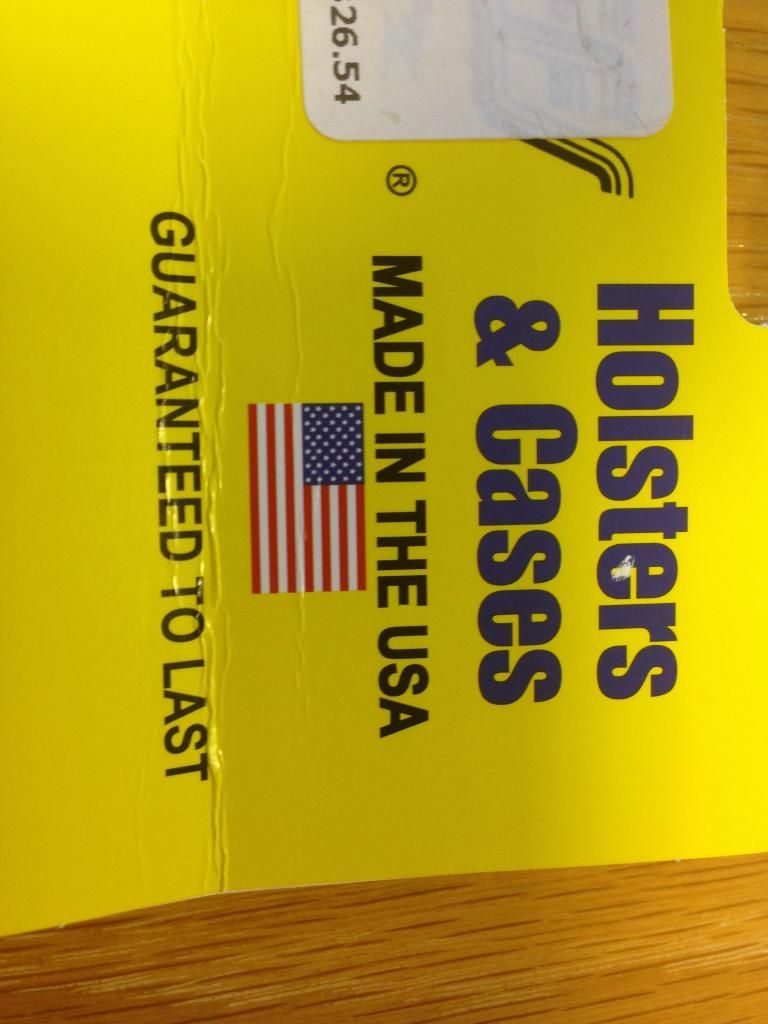 $26.54
®
Holsters
& Cases
MADE IN THE USA
GUARANTEED TO LAST